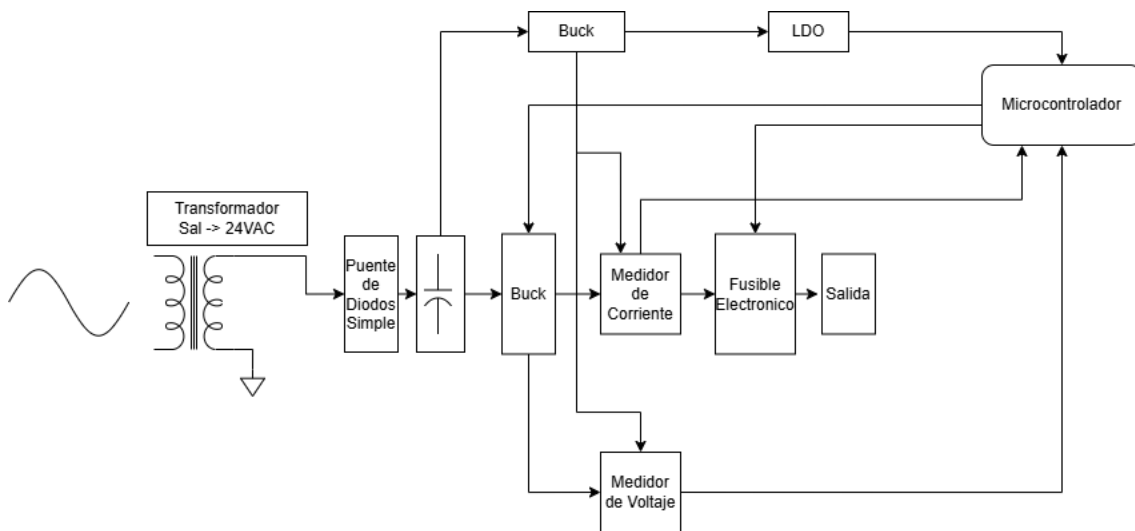 Buck
LDO
Microcontrolador
Transformador
Sal -> 24VAC
Puente
de
Diodos
Simple
Buck
Medidor
de
Corriente
Fusible
Electronico
Salida
Medidor
de Voltaje